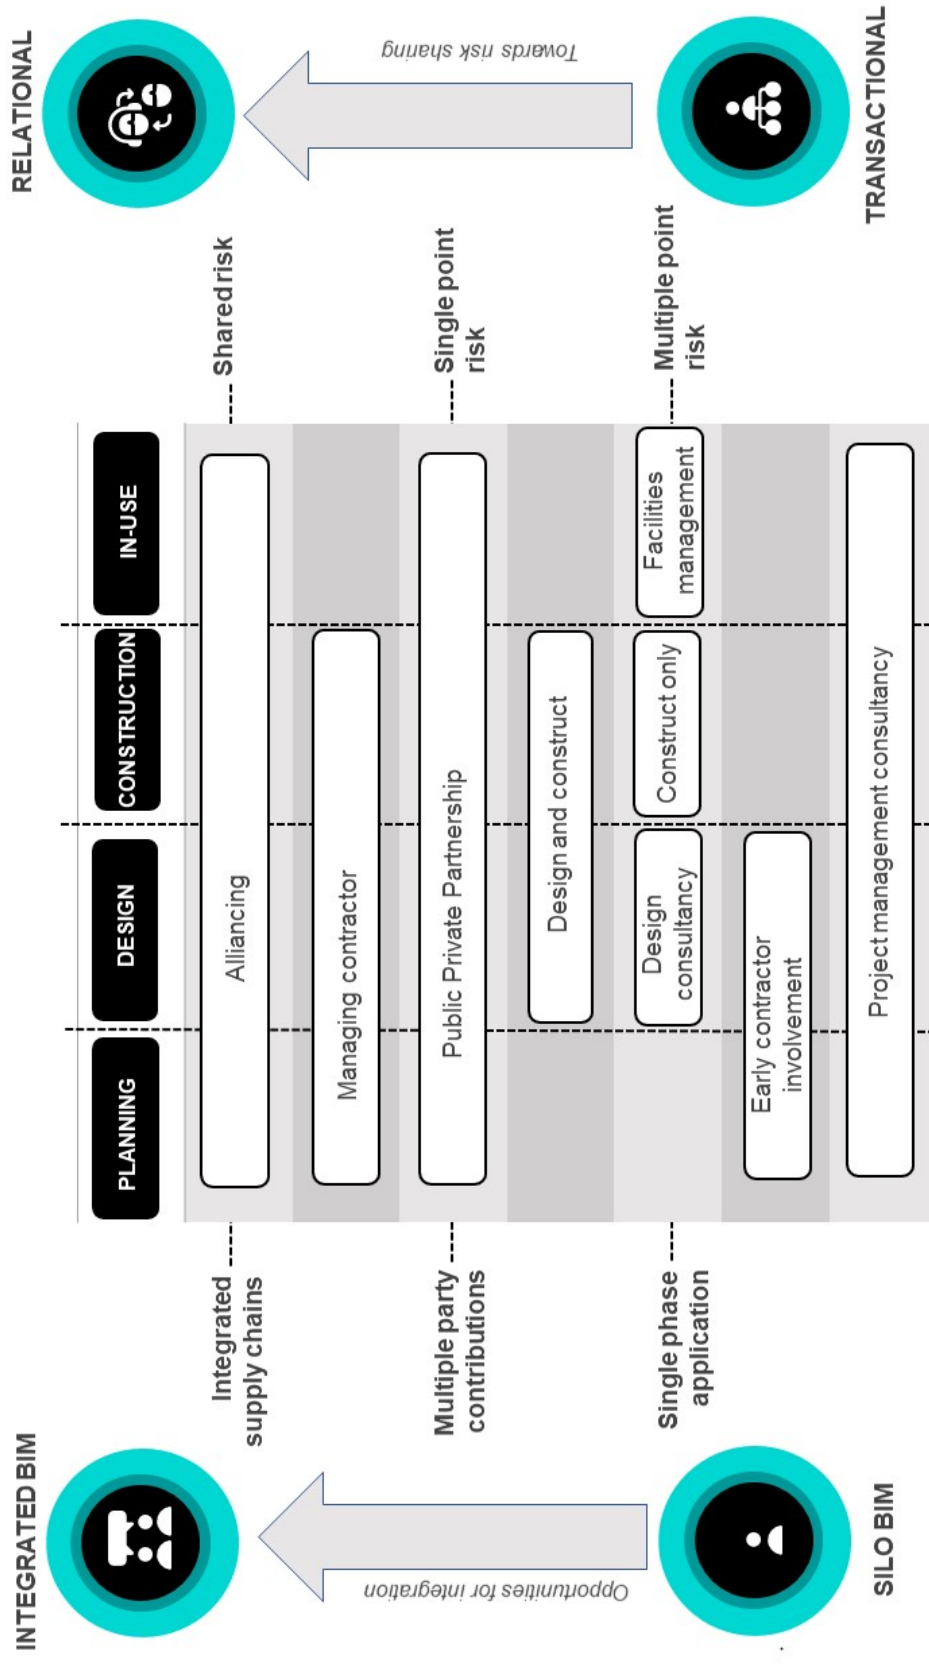 INTEGRATED BIM
RELATIONAL
PLANNING
DESIGN
CONSTRUCTION
IN-USE
Integrated
supply chains
Alliancing
Shared risk
Managing contractor
Opportunities for integration
Towards risk sharing
Multiple party
contributions
Public Private Partnership
Single point
risk
Design and construct
Single phase
application
Design
consultancy
Construct only
Facilities
management
Multiple point
risk
Early contractor
involvement
Project management consultancy
SILO BIM
TRANSACTIONAL